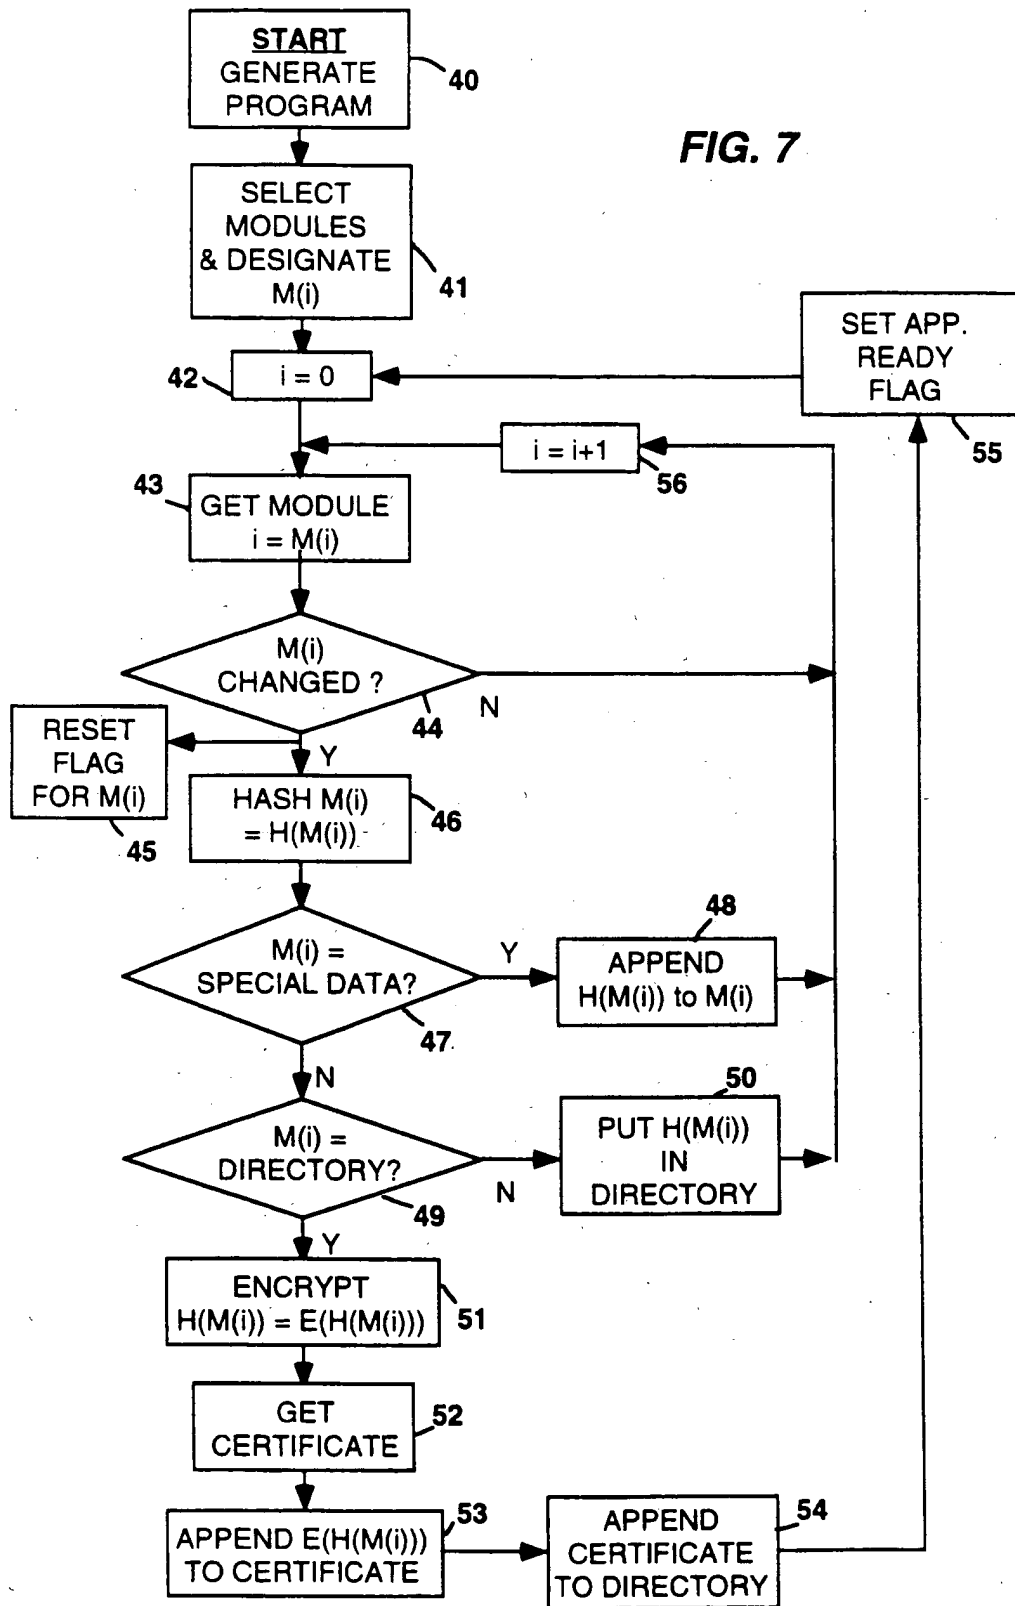 START
GENERATE
PROGRAM
40
FIG. 7
SELECT
MODULES
& DESIGNATE
M(i)
41
SET APP.
READY
FLAG
55
42
i = 0
i = i+1
56
43
GET MODULE
i = M(i)
M(i)
CHANGED ?
44
N
RESET
FLAG
FOR M(i)
45
Y
HASH M(i)
= H(M(i))
46
M(i) =
SPECIAL DATA?
47
Y
48
APPEND
H(M(i)) to M(i)
N
M(i) =
DIRECTORY?
49
N
50
PUT H(M(i))
IN
DIRECTORY
Y
ENCRYPT
H(M(i)) = E(H(M(i)))
51
GET
CERTIFICATE
52
APPEND E(H(M(i)))
TO CERTIFICATE
53
APPEND
CERTIFICATE
TO DIRECTORY
54